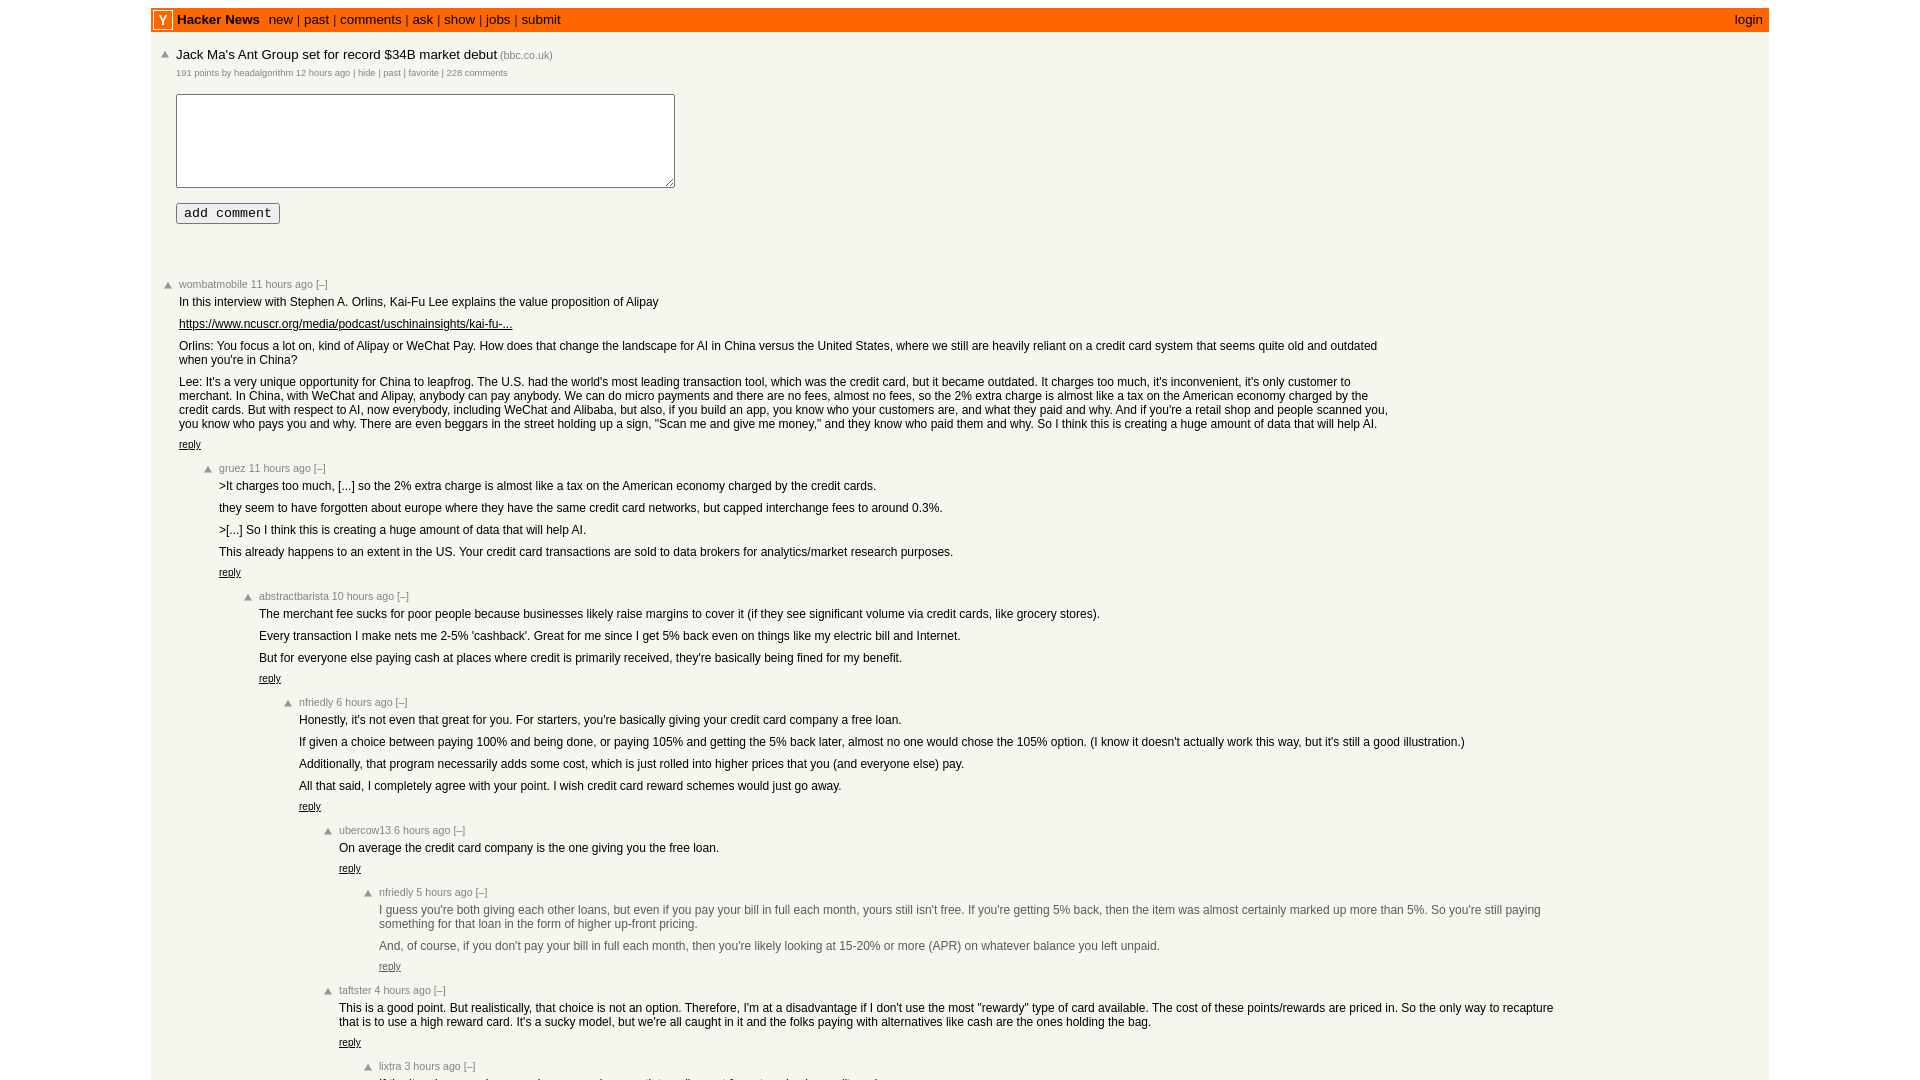 Y Hacker News new | past | comments | ask | show | jobs | submit login
Jack Ma's Ant Group set for record $34B market debut (bbc.co.uk)
191 points by headalgorithm 12 hours ago | hide | past | favorite | 228 comments
add comment
wombatmobile 11 hours ago [–]
In this interview with Stephen A. Orlins, Kai-Fu Lee explains the value proposition of Alipay
https://www.ncuscr.org/media/podcast/uschinainsights/kai-fu-...
Orlins: You focus a lot on, kind of Alipay or WeChat Pay. How does that change the landscape for AI in China versus the United States, where we still are heavily reliant on a credit card system that seems quite old and outdated
when you're in China?
Lee: It's a very unique opportunity for China to leapfrog. The U.S. had the world's most leading transaction tool, which was the credit card, but it became outdated. It charges too much, it's inconvenient, it's only customer to
merchant. In China, with WeChat and Alipay, anybody can pay anybody. We can do micro payments and there are no fees, almost no fees, so the 2% extra charge is almost like a tax on the American economy charged by the
credit cards. But with respect to AI, now everybody, including WeChat and Alibaba, but also, if you build an app, you know who your customers are, and what they paid and why. And if you're a retail shop and people scanned you,
you know who pays you and why. There are even beggars in the street holding up a sign, "Scan me and give me money," and they know who paid them and why. So I think this is creating a huge amount of data that will help AI.
reply
gruez 11 hours ago [–]
>It charges too much, [...] so the 2% extra charge is almost like a tax on the American economy charged by the credit cards.
they seem to have forgotten about europe where they have the same credit card networks, but capped interchange fees to around 0.3%.
>[...] So I think this is creating a huge amount of data that will help AI.
This already happens to an extent in the US. Your credit card transactions are sold to data brokers for analytics/market research purposes.
reply
abstractbarista 10 hours ago [–]
The merchant fee sucks for poor people because businesses likely raise margins to cover it (if they see significant volume via credit cards, like grocery stores).
Every transaction I make nets me 2-5% 'cashback'. Great for me since I get 5% back even on things like my electric bill and Internet.
But for everyone else paying cash at places where credit is primarily received, they're basically being fined for my benefit.
reply
nfriedly 6 hours ago [–]
Honestly, it's not even that great for you. For starters, you're basically giving your credit card company a free loan.
If given a choice between paying 100% and being done, or paying 105% and getting the 5% back later, almost no one would chose the 105% option. (I know it doesn't actually work this way, but it's still a good illustration.)
Additionally, that program necessarily adds some cost, which is just rolled into higher prices that you (and everyone else) pay.
All that said, I completely agree with your point. I wish credit card reward schemes would just go away.
reply
ubercow13 6 hours ago [–]
On average the credit card company is the one giving you the free loan.
reply
nfriedly 5 hours ago [–]
I guess you're both giving each other loans, but even if you pay your bill in full each month, yours still isn't free. If you're getting 5% back, then the item was almost certainly marked up more than 5%. So you're still paying
something for that loan in the form of higher up-front pricing.
And, of course, if you don't pay your bill in full each month, then you're likely looking at 15-20% or more (APR) on whatever balance you left unpaid.
reply
taftster 4 hours ago [–]
This is a good point. But realistically, that choice is not an option. Therefore, I'm at a disadvantage if I don't use the most "rewardy" type of card available. The cost of these points/rewards are priced in. So the only way to recapture
that is to use a high reward card. It's a sucky model, but we're all caught in it and the folks paying with alternatives like cash are the ones holding the bag.
reply
lixtra 3 hours ago [–]